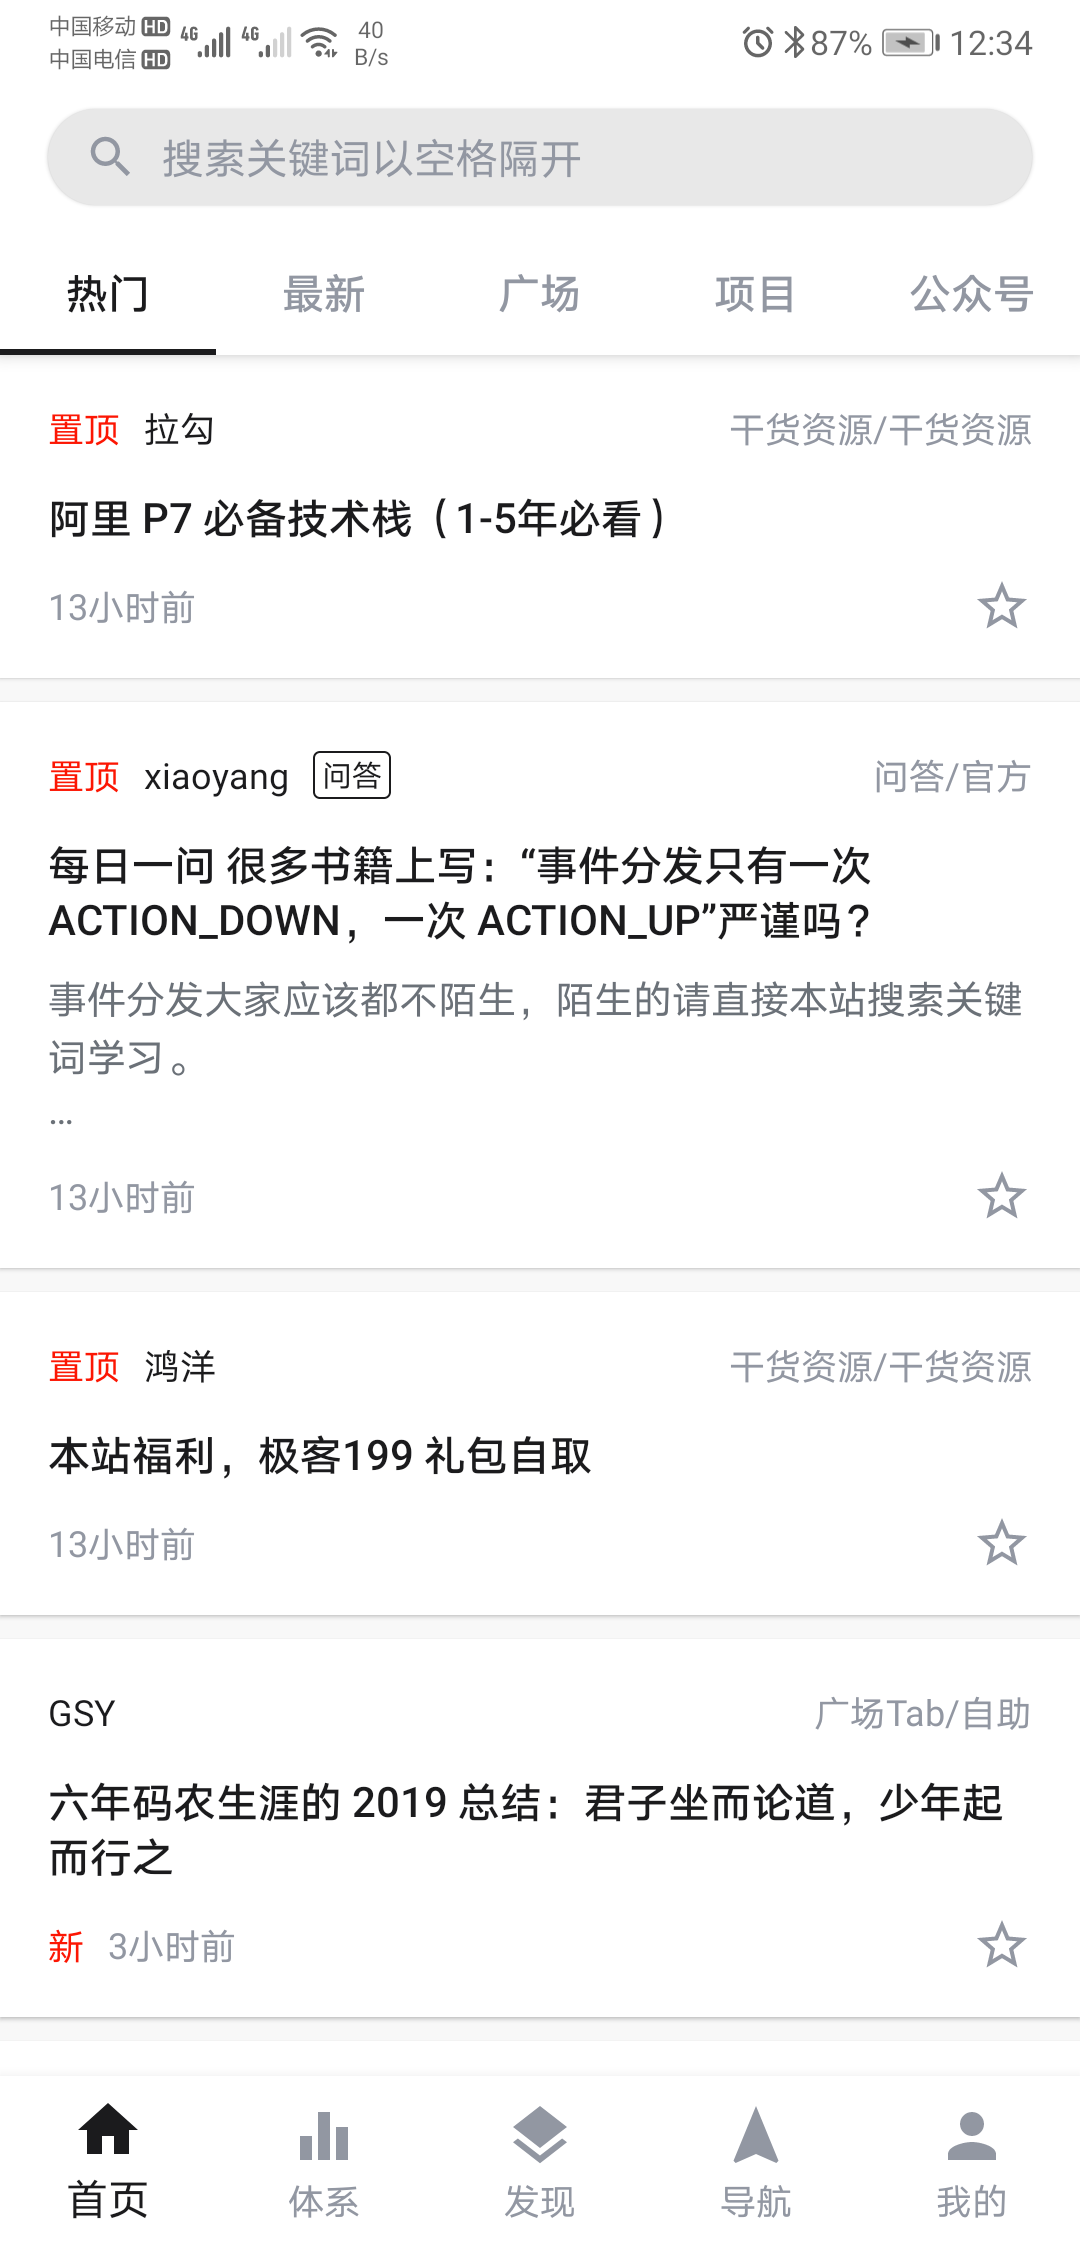 中国移动 HD 4G 4G 40 87% 12:34
中国电信 HD B/s
搜索关键词以空格隔开
热门 最新 广场 项目 公众号
置顶 拉勾 干货资源/干货资源
阿里 P7 必备技术栈（1-5年必看）
13小时前
置顶 xiaoyang 问答 问答/官方
每日一问 很多书籍上写：“事件分发只有一次
ACTION_DOWN，一次 ACTION_UP”严谨吗？
事件分发大家应该都不陌生，陌生的请直接本站搜索关键
词学习。
...
13小时前
置顶 鸿洋 干货资源/干货资源
本站福利，极客199 礼包自取
13小时前
GSY 广场Tab/自助
六年码农生涯的 2019 总结：君子坐而论道，少年起
而行之
新 3小时前
首页 体系 发现 导航 我的